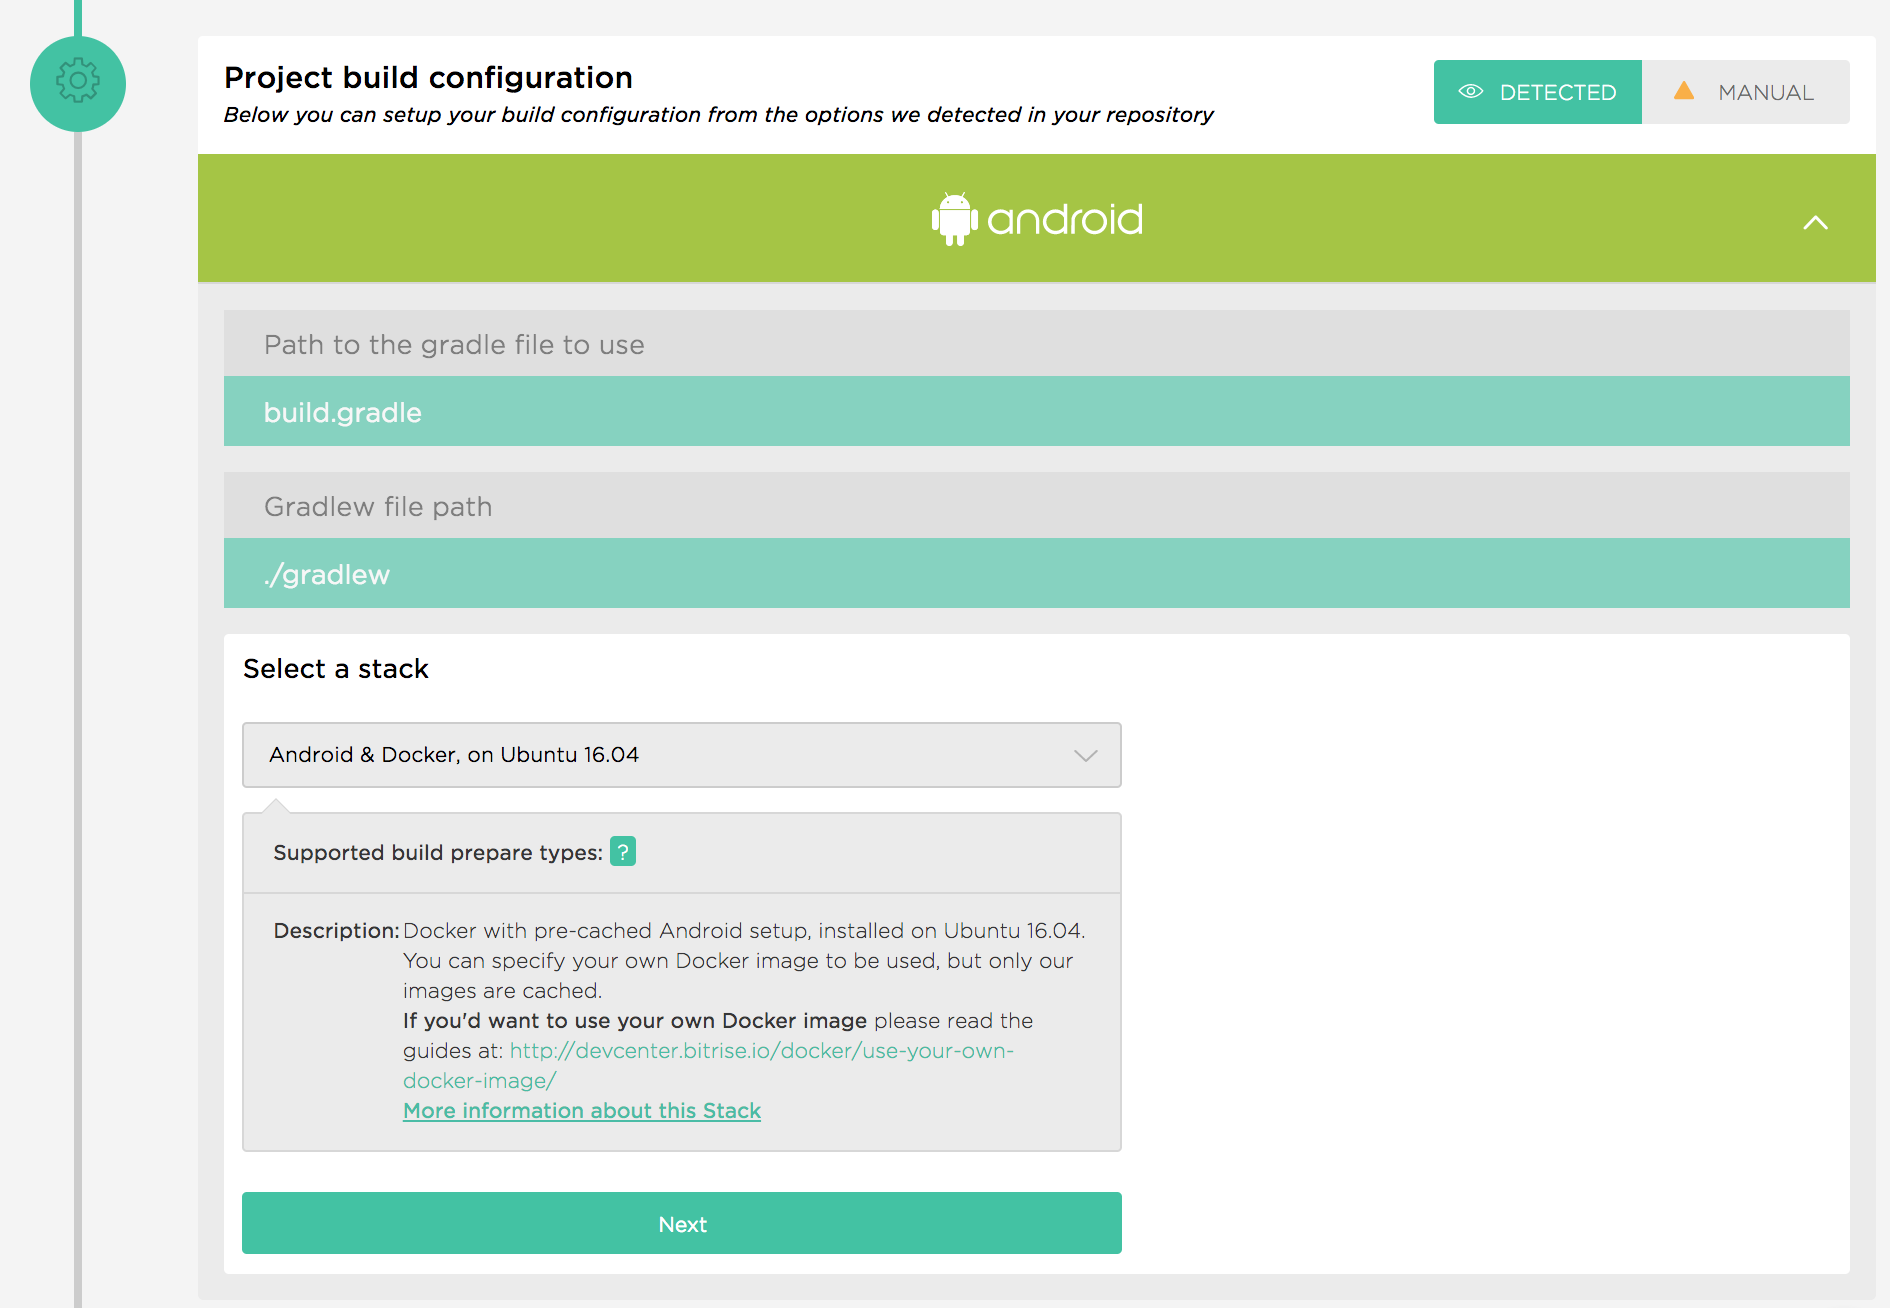 Project build configuration
Below you can setup your build configuration from the options we detected in your repository
DETECTED
MANUAL
android
Path to the gradle file to use
build.gradle
Gradlew file path
./gradlew
Select a stack
Android & Docker, on Ubuntu 16.04
Supported build prepare types: ?
Description: Docker with pre-cached Android setup, installed on Ubuntu 16.04.
You can specify your own Docker image to be used, but only our
images are cached.
If you'd want to use your own Docker image please read the
guides at: http://devcenter.bitrise.io/docker/use-your-own-
docker-image/
More information about this Stack
Next